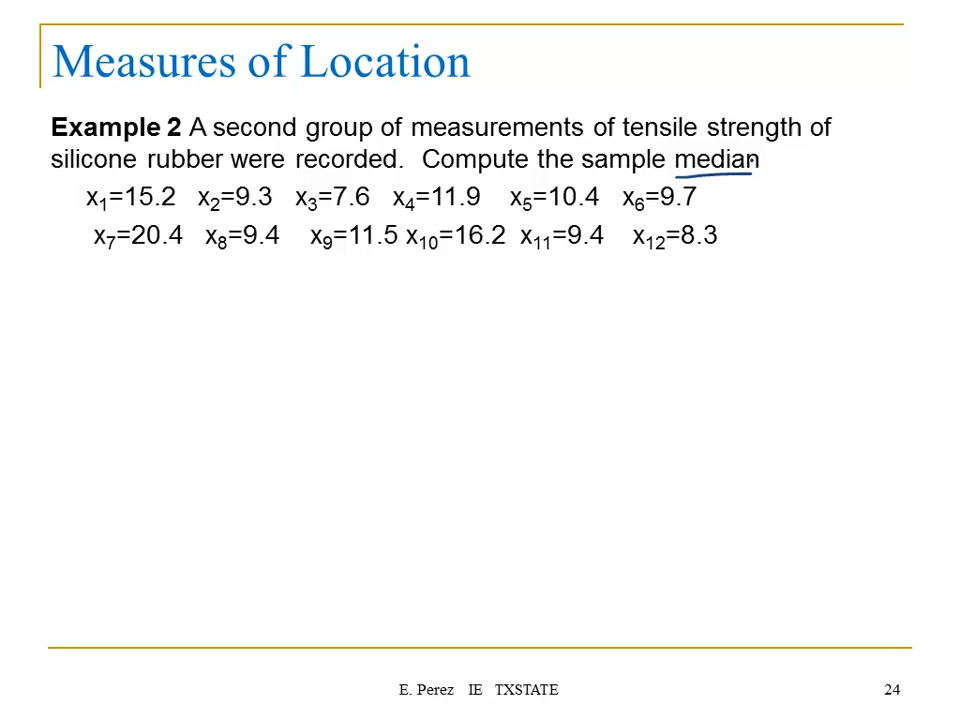 Measures of Location
Example 2 A second group of measurements of tensile strength of
silicone rubber were recorded. Compute the sample median
x₁=15.2 x₂=9.3 x₃=7.6 x₄=11.9 x₅=10.4 x₆=9.7
x₇=20.4 x₈=9.4 x₉=11.5 x₁₀=16.2 x₁₁=9.4 x₁₂=8.3
E. Perez IE TXSTATE
24